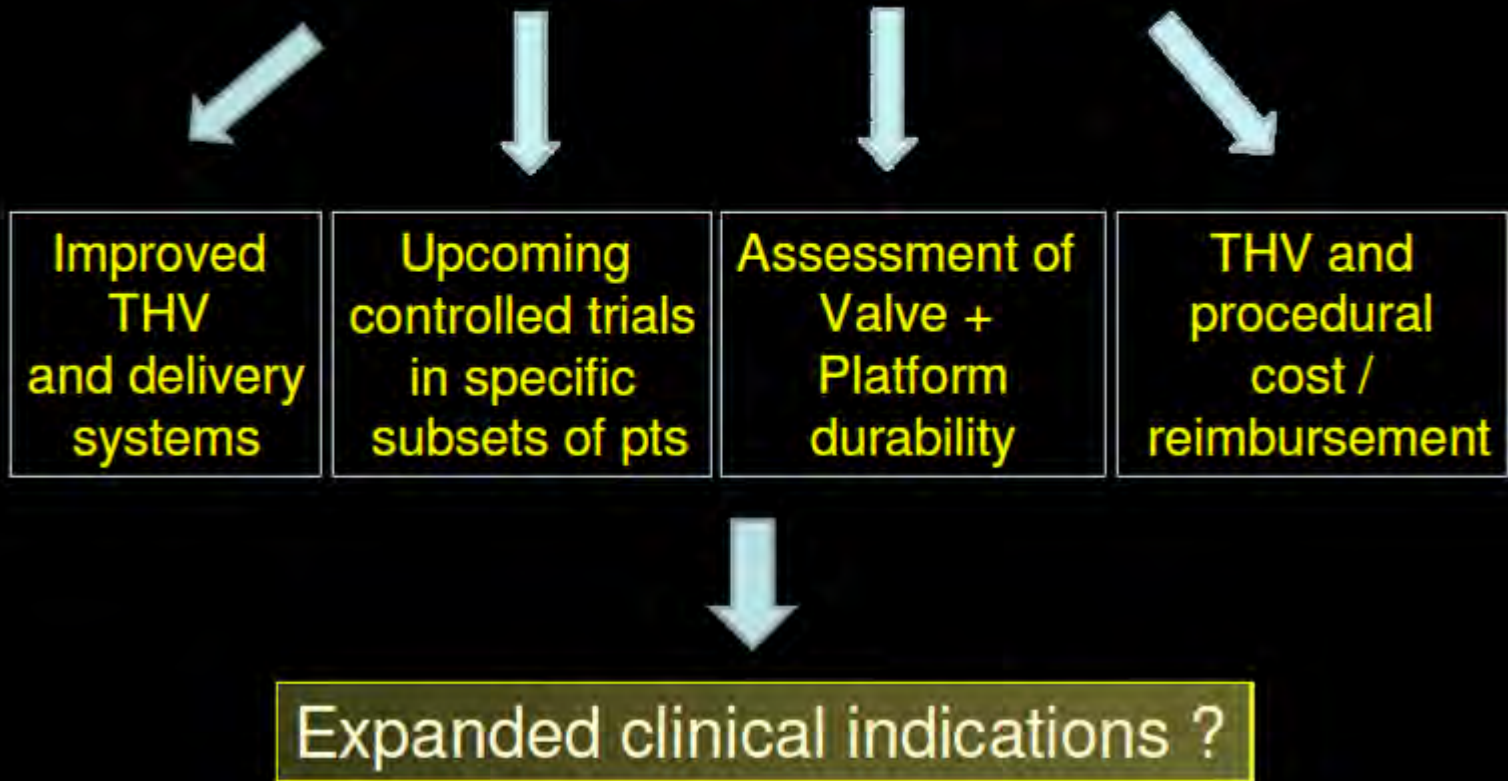 Improved
THV
and delivery
systems
Upcoming
controlled trials
in specific
subsets of pts
Assessment of
Valve +
Platform
durability
THV and
procedural
cost /
reimbursement
Expanded clinical indications ?